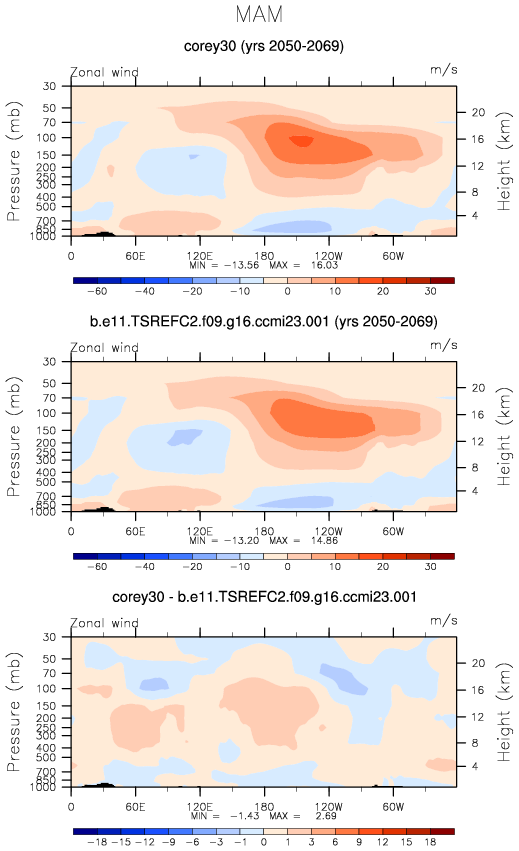 MAM
corey30 (yrs 2050-2069)
Zonal wind m/s
Pressure (mb)
30
50
70
100
150
200
250
300
400
500
700
850
1000
Height (km)
20
16
12
8
4
0 60E 120E 180 120W 60W
MIN = -13.56 MAX = 16.03
-60 -40 -20 -10 0 10 20 30
b.e11.TSREFC2.f09.g16.ccmi23.001 (yrs 2050-2069)
Zonal wind m/s
Pressure (mb)
30
50
70
100
150
200
250
300
400
500
700
850
1000
Height (km)
20
16
12
8
4
0 60E 120E 180 120W 60W
MIN = -13.20 MAX = 14.86
-60 -40 -20 -10 0 10 20 30
corey30 - b.e11.TSREFC2.f09.g16.ccmi23.001
Zonal wind m/s
Pressure (mb)
30
50
70
100
150
200
250
300
400
500
700
850
1000
Height (km)
20
16
12
8
4
0 60E 120E 180 120W 60W
MIN = -1.43 MAX = 2.69
-18 -15 -12 -9 -6 -3 -1 0 1 3 6 9 12 15 18